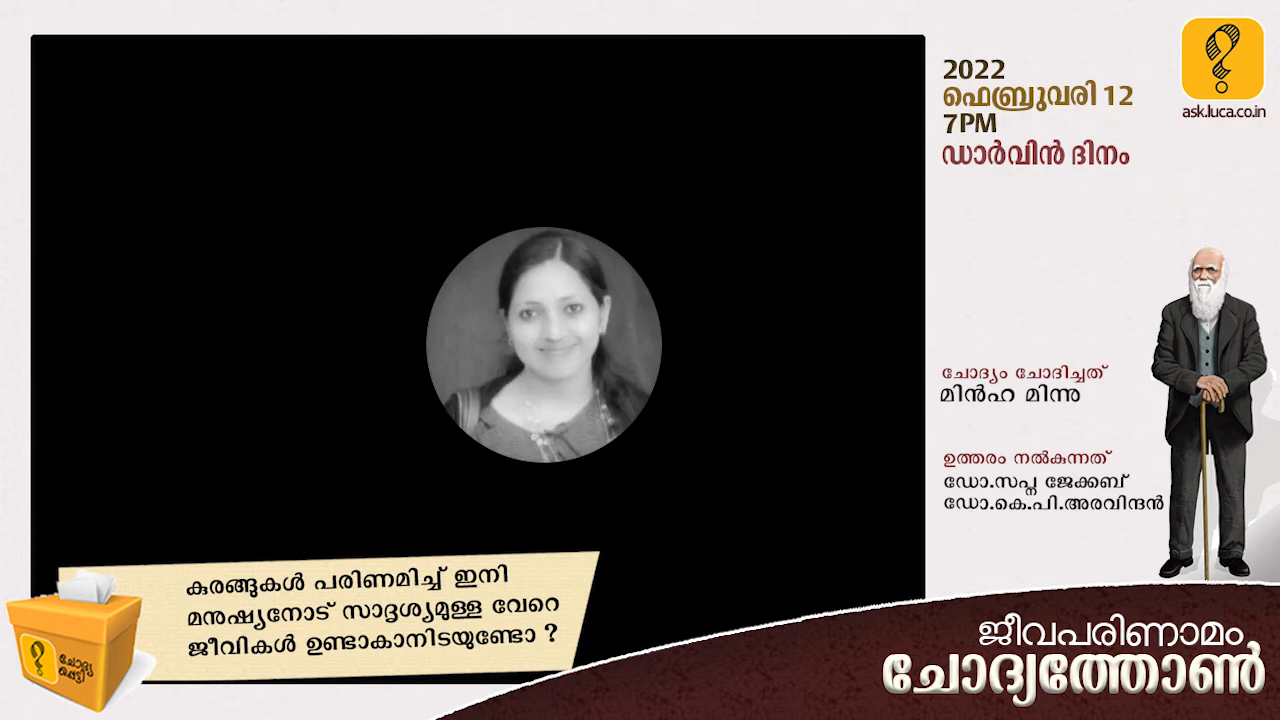 2022
ഫെബ്രുവരി 12
7PM
ഡാർവിൻ ദിനം
ask.luca.co.in
ചോദ്യം ചോദിച്ചത്
മിൻഹ മിന്നു
ഉത്തരം നൽകുന്നത്
ഡോ.സപ്ന ജേക്കബ്
ഡോ.കെ.പി.അരവിന്ദൻ
കുരങ്ങുകൾ പരിണമിച്ച് ഇനി
മനുഷ്യനോട് സാദൃശ്യമുള്ള വേറെ
ജീവികൾ ഉണ്ടാകാനിടയുണ്ടോ ?
ചോദ്യ
പ്പെട്ടി
ജീവപരിണാമം
ചോദ്യത്തോൺ